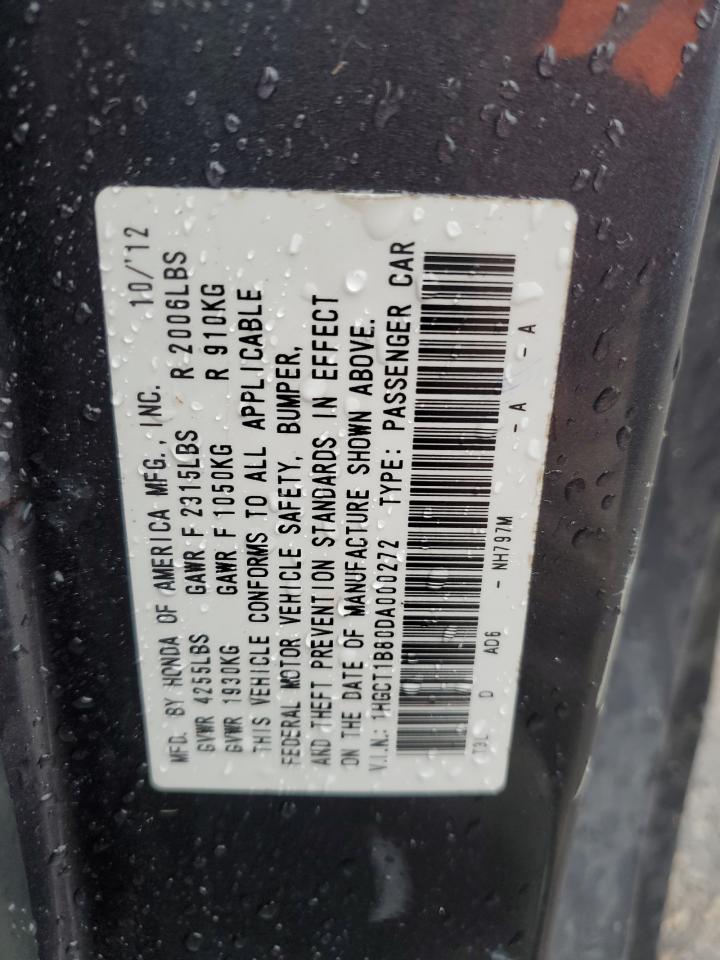 MFD. BY HONDA OF AMERICA MFG., INC. 10/'12
GVWR 4255LBS GAWR F 2315LBS R 2006LBS
GVWR 1930KG GAWR F 1050KG R 910KG
THIS VEHICLE CONFORMS TO ALL APPLICABLE
FEDERAL MOTOR VEHICLE SAFETY, BUMPER,
AND THEFT PREVENTION STANDARDS IN EFFECT
ON THE DATE OF MANUFACTURE SHOWN ABOVE.
V.I.N.: 1HGCT1B80DA000272 TYPE: PASSENGER CAR
T3L D AD6 - NH797M - A - A